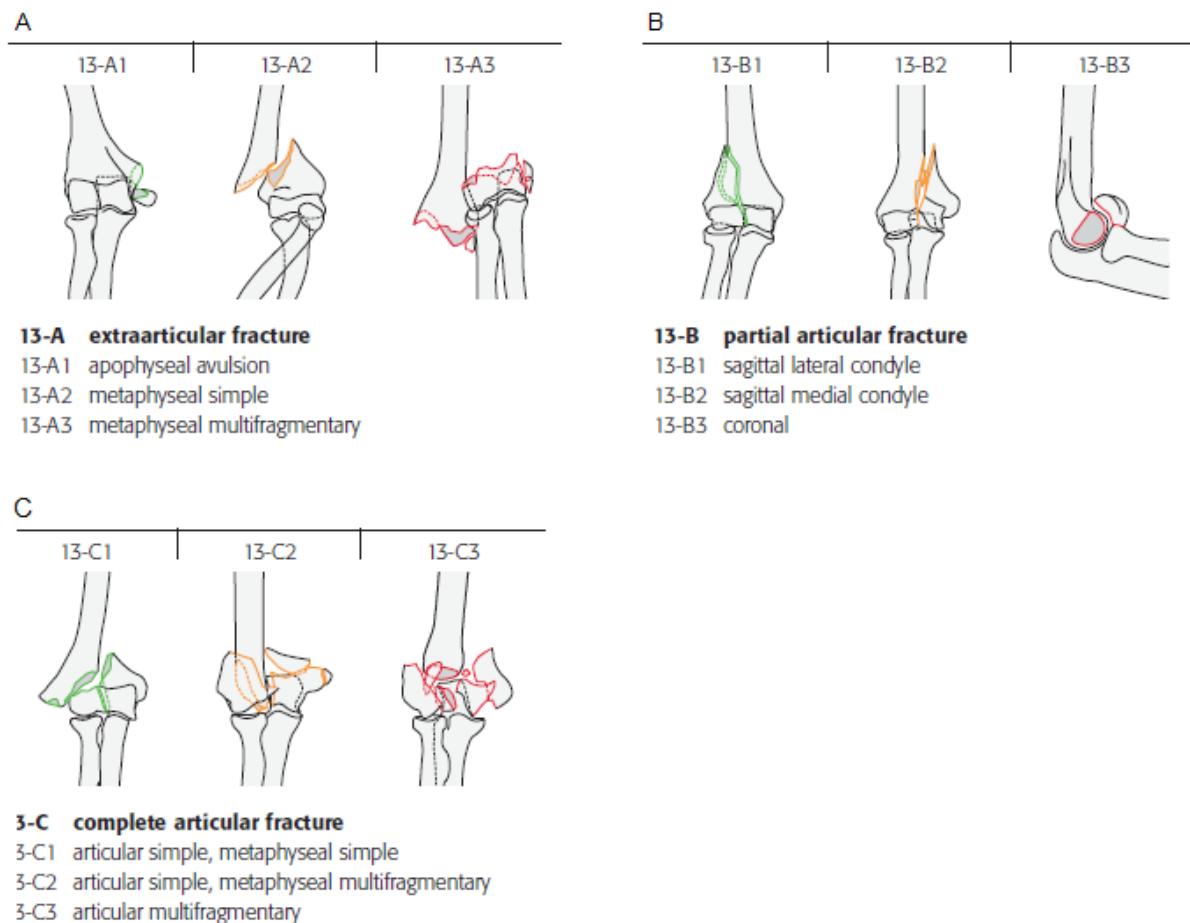 A
13-A1 13-A2 13-A3
13-A extraarticular fracture
13-A1 apophyseal avulsion
13-A2 metaphyseal simple
13-A3 metaphyseal multifragmentary
B
13-B1 13-B2 13-B3
13-B partial articular fracture
13-B1 sagittal lateral condyle
13-B2 sagittal medial condyle
13-B3 coronal
C
13-C1 13-C2 13-C3
3-C complete articular fracture
3-C1 articular simple, metaphyseal simple
3-C2 articular simple, metaphyseal multifragmentary
3-C3 articular multifragmentary